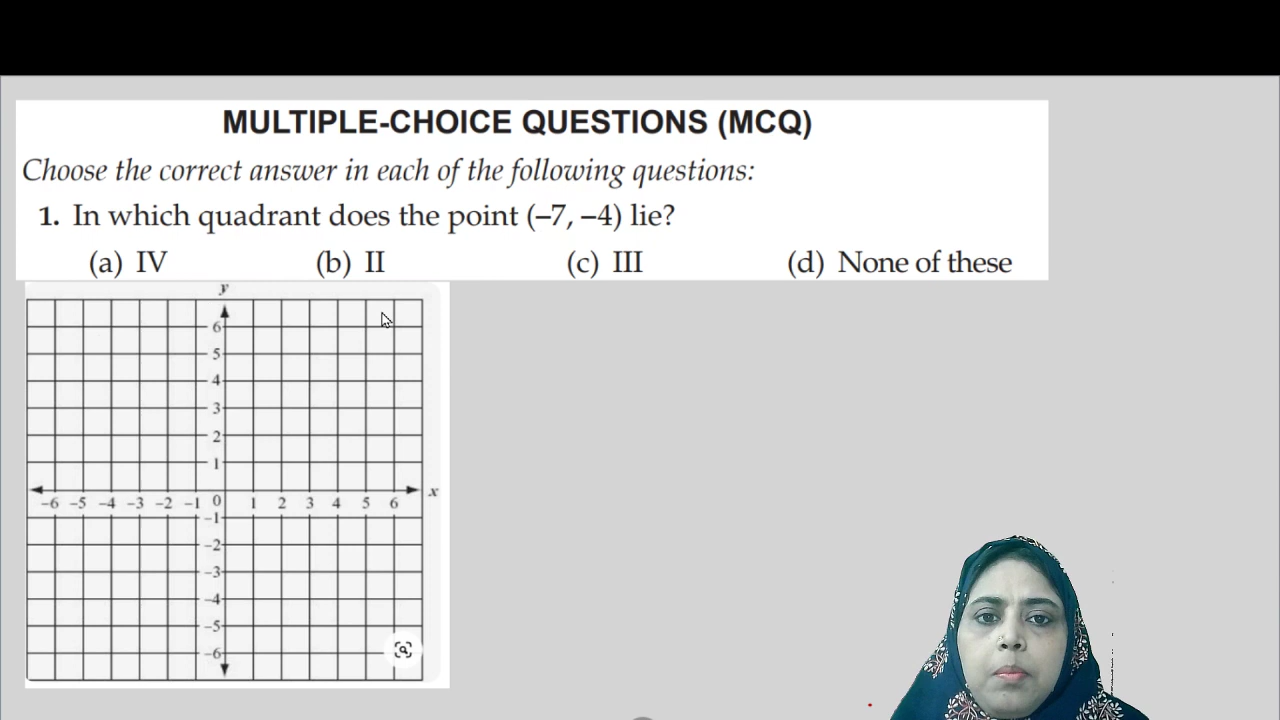 MULTIPLE-CHOICE QUESTIONS (MCQ)
Choose the correct answer in each of the following questions:
1. In which quadrant does the point (–7, –4) lie?
(a) IV (b) II (c) III (d) None of these
y
6
5
4
3
2
1
–6 –5 –4 –3 –2 –1 0 1 2 3 4 5 6 x
–1
–2
–3
–4
–5
–6